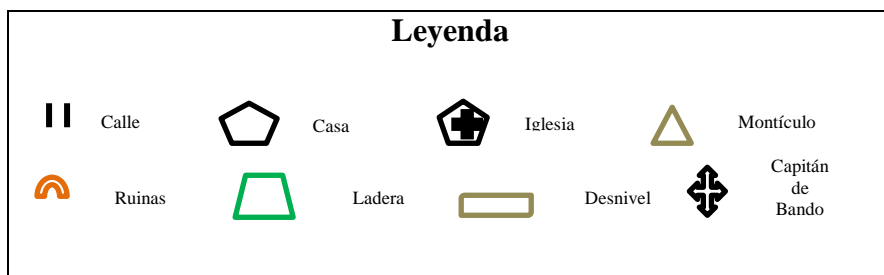 Leyenda
Calle
Casa
Iglesia
Montículo
Ruinas
Ladera
Desnivel
Capitán
de
Bando